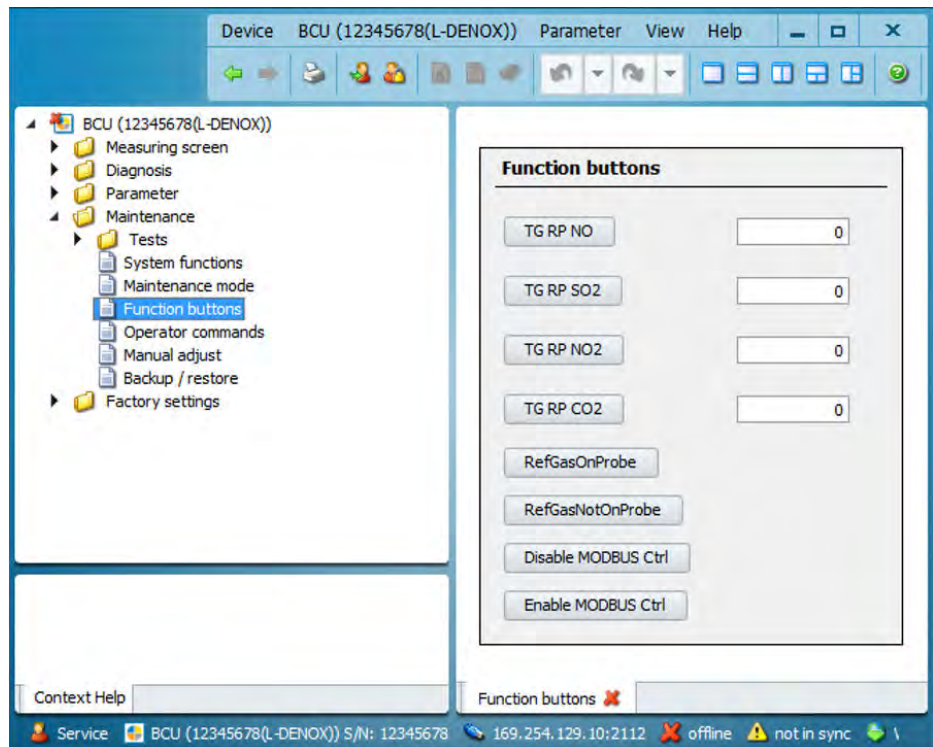 Device BCU (12345678(L-DENOX)) Parameter View Help
BCU (12345678(L-DENOX))
Measuring screen
Diagnosis
Parameter
Maintenance
Tests
System functions
Maintenance mode
Function buttons
Operator commands
Manual adjust
Backup / restore
Factory settings
Context Help
Function buttons
TG RP NO 0
TG RP SO2 0
TG RP NO2 0
TG RP CO2 0
RefGasOnProbe
RefGasNotOnProbe
Disable MODBUS Ctrl
Enable MODBUS Ctrl
Function buttons
Service BCU (12345678(L-DENOX)) S/N: 12345678 169.254.129.10:2112 offline not in sync